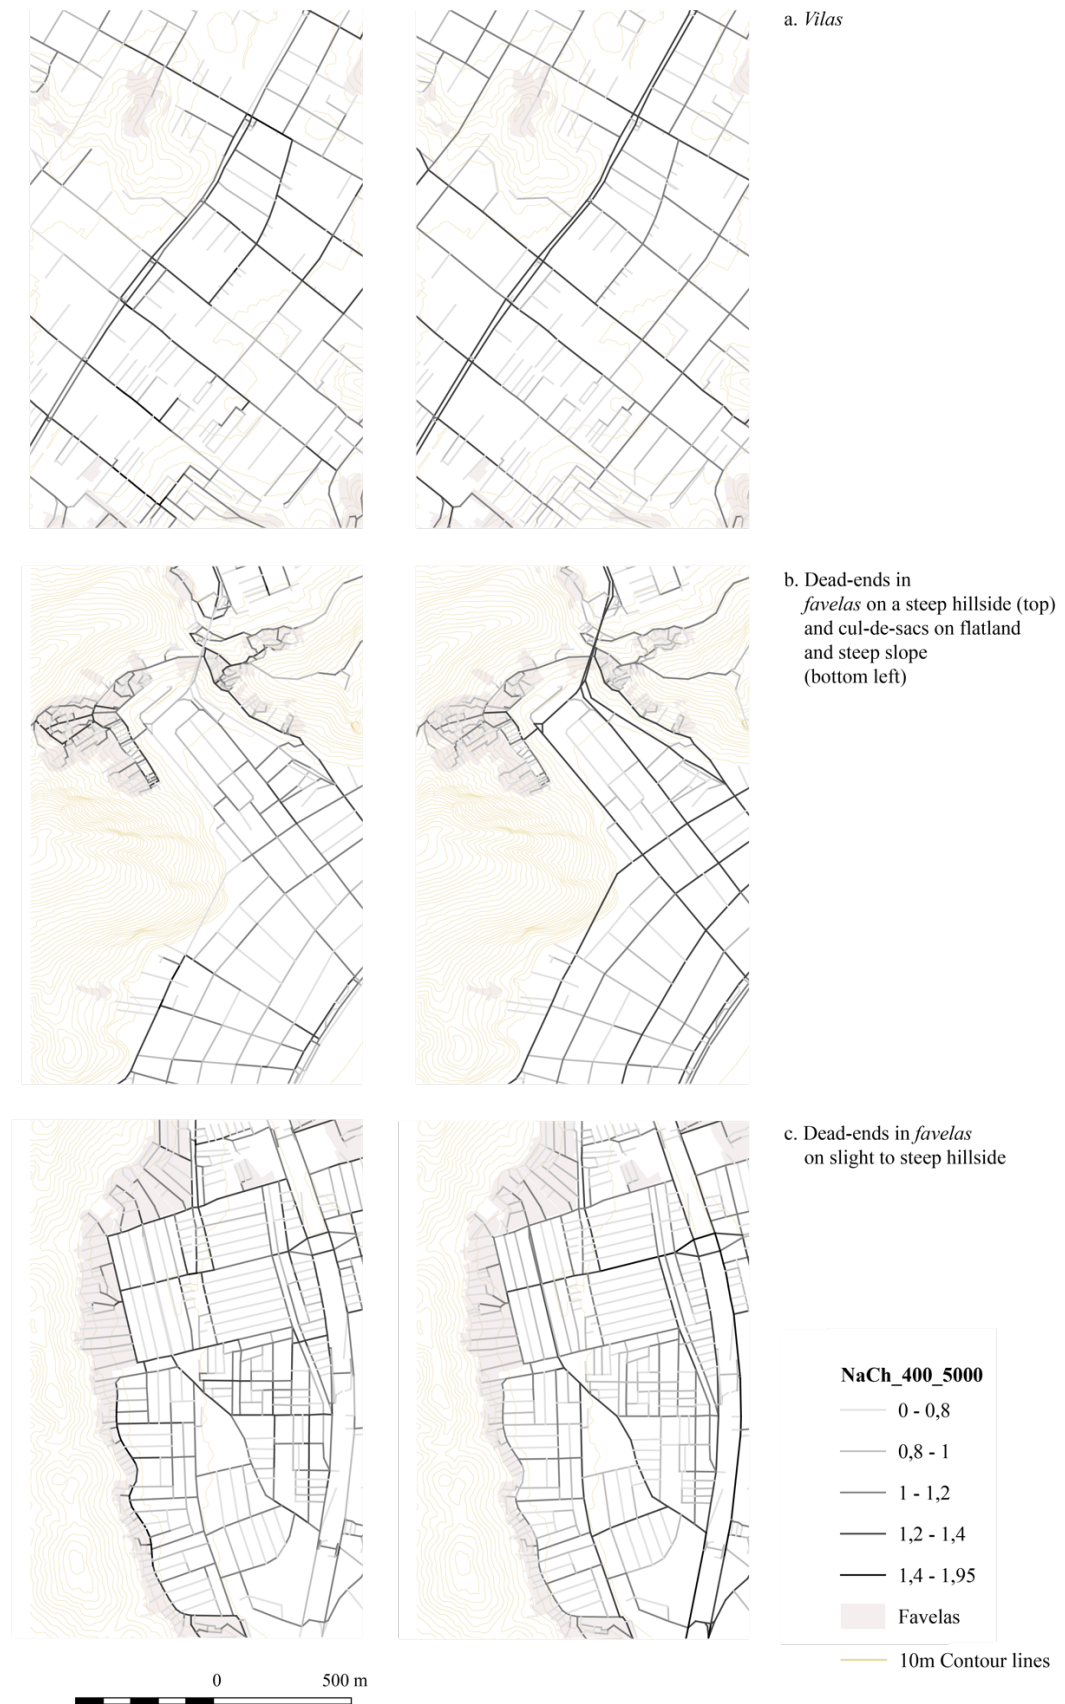 a. Vilas
b. Dead-ends in
favelas on a steep hillside (top)
and cul-de-sacs on flatland
and steep slope
(bottom left)
c. Dead-ends in favelas
on slight to steep hillside
NaCh_400_5000
0 - 0,8
0,8 - 1
1 - 1,2
1,2 - 1,4
1,4 - 1,95
Favelas
10m Contour lines
0 500 m